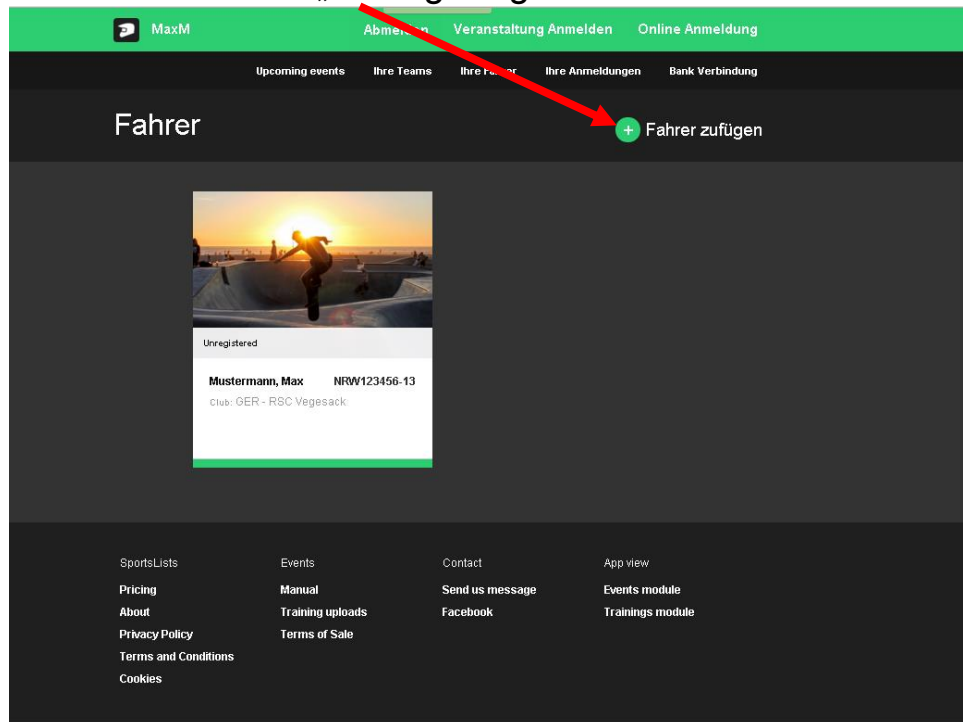 MaxM Abmelden Veranstaltung Anmelden Online Anmeldung
Upcoming events Ihre Teams Ihre Fahrer Ihre Anmeldungen Bank Verbindung
Fahrer
+ Fahrer zufügen
Unregistered
Mustermann, Max NRW123456-13
Club: GER - RSC Vegesack
SportsLists Events Contact App view
Pricing Manual Send us message Events module
About Training uploads Facebook Trainings module
Privacy Policy Terms of Sale
Terms and Conditions
Cookies